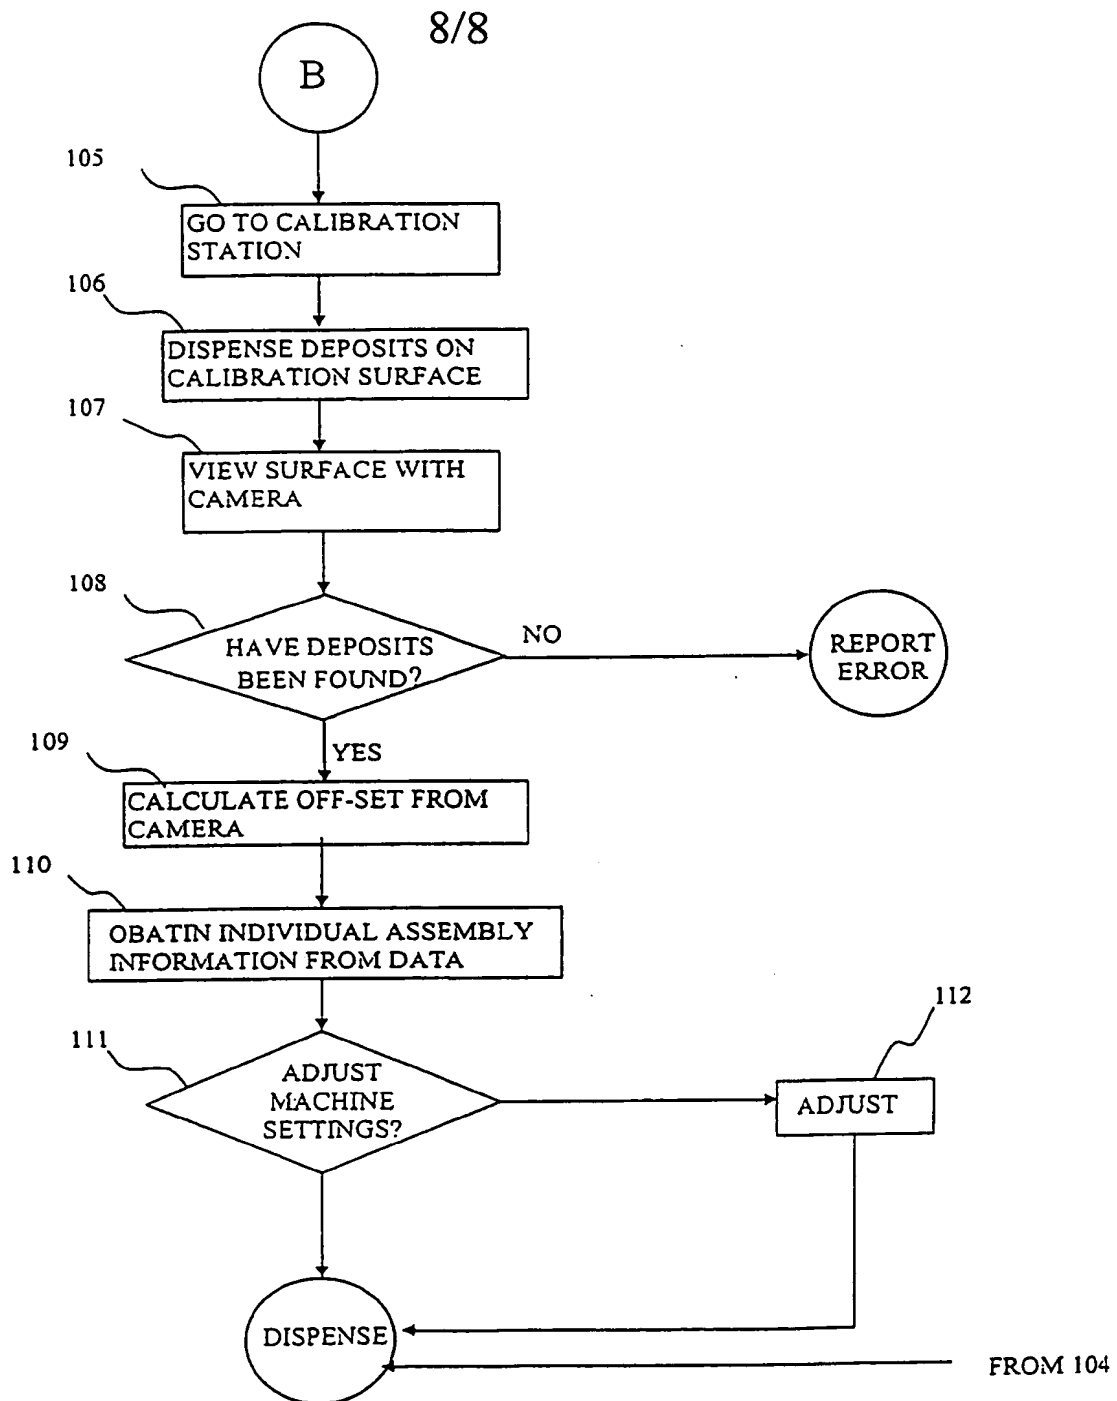 8/8
B
105
GO TO CALIBRATION
STATION
106
DISPENSE DEPOSITS ON
CALIBRATION SURFACE
107
VIEW SURFACE WITH
CAMERA
108
HAVE DEPOSITS
BEEN FOUND?
NO
REPORT
ERROR
YES
109
CALCULATE OFF-SET FROM
CAMERA
110
OBATIN INDIVIDUAL ASSEMBLY
INFORMATION FROM DATA
111
ADJUST
MACHINE
SETTINGS?
112
ADJUST
DISPENSE
FROM 104